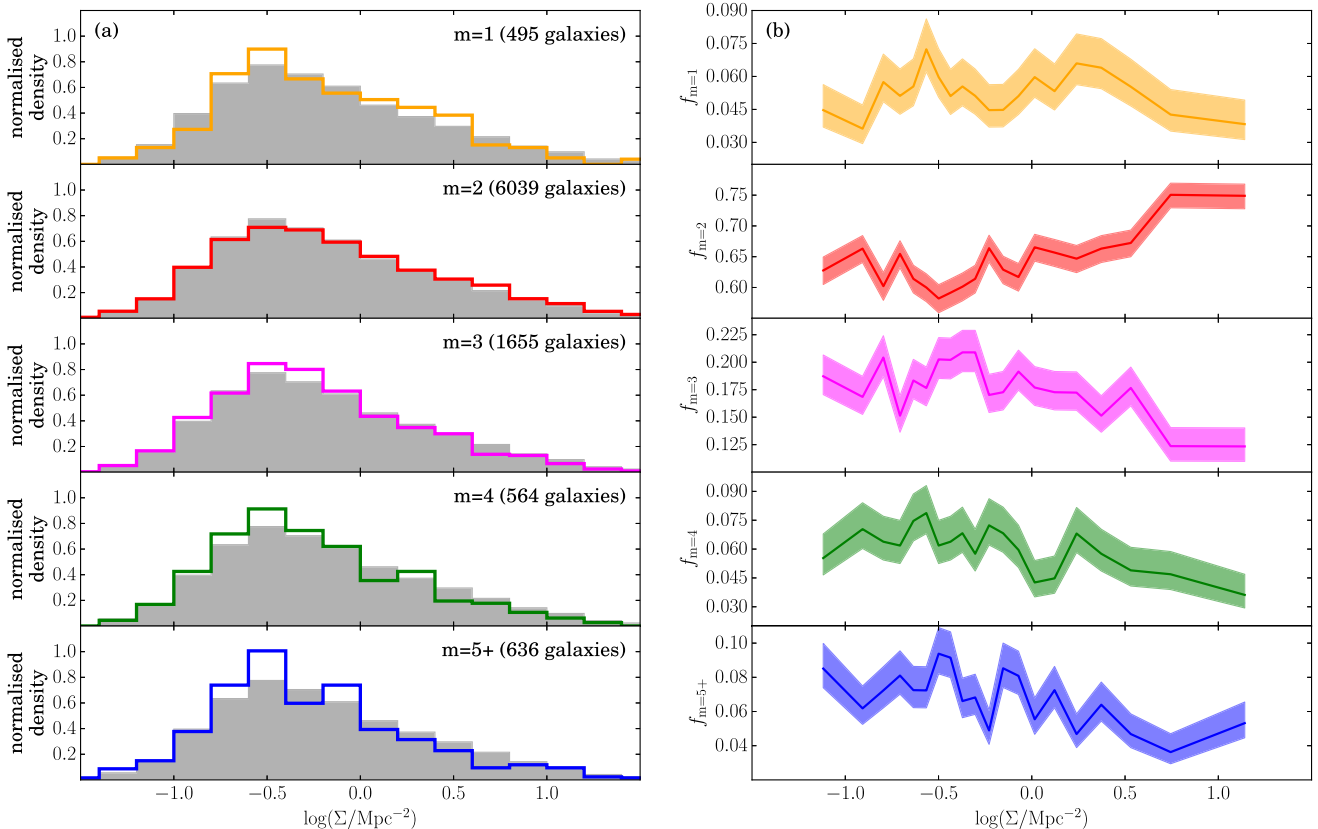 (a)
m=1 (495 galaxies)
normalised
density
1.0
0.8
0.6
0.4
0.2
m=2 (6039 galaxies)
normalised
density
1.0
0.8
0.6
0.4
0.2
m=3 (1655 galaxies)
normalised
density
1.0
0.8
0.6
0.4
0.2
m=4 (564 galaxies)
normalised
density
1.0
0.8
0.6
0.4
0.2
m=5+ (636 galaxies)
normalised
density
1.0
0.8
0.6
0.4
0.2
−1.0 −0.5 0.0 0.5 1.0
log(Σ/Mpc⁻²)
(b)
f_{m=1}
0.090
0.075
0.060
0.045
0.030
f_{m=2}
0.75
0.70
0.65
0.60
f_{m=3}
0.225
0.200
0.175
0.150
0.125
f_{m=4}
0.090
0.075
0.060
0.045
0.030
f_{m=5+}
0.10
0.08
0.06
0.04
−1.0 −0.5 0.0 0.5 1.0
log(Σ/Mpc⁻²)